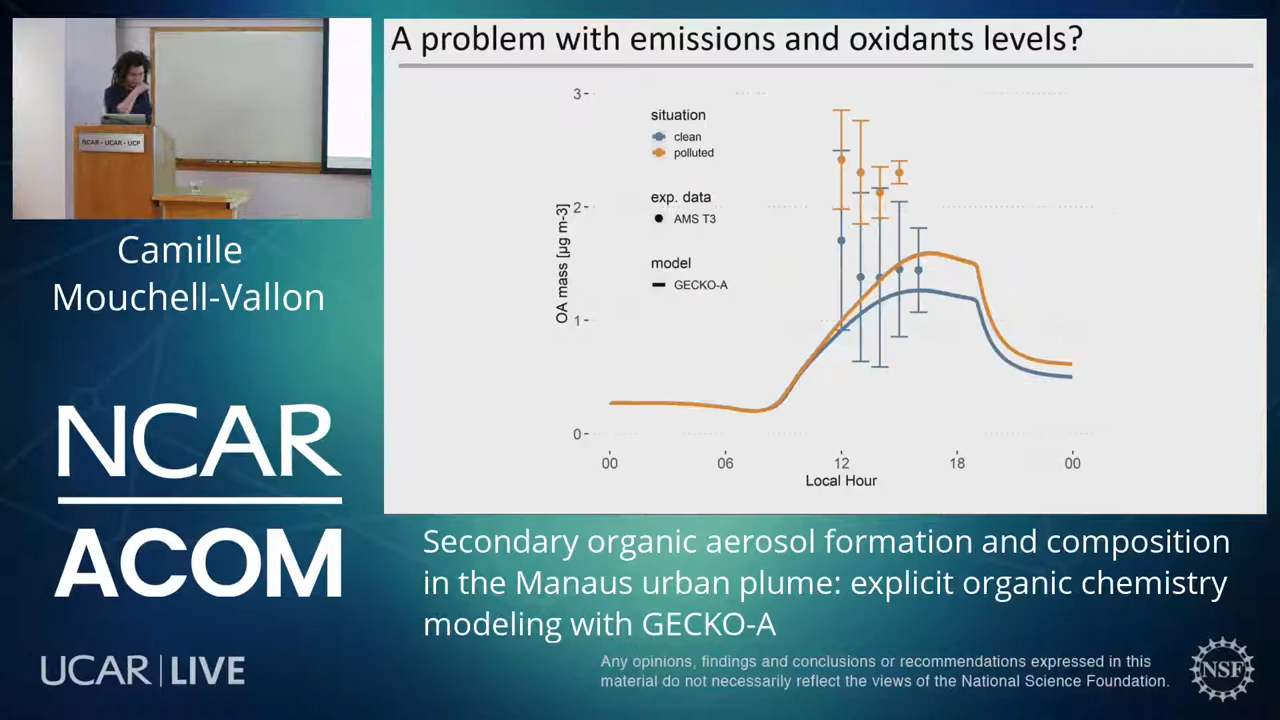 A problem with emissions and oxidants levels?
NCAR - UCAR - UCP
3
situation
clean
polluted
exp. data
AMS T3
model
GECKO-A
2
1
0
OA mass [µg m-3]
00 06 12 18 00
Local Hour
Camille
Mouchell-Vallon
NCAR
ACOM
UCAR | LIVE
Secondary organic aerosol formation and composition
in the Manaus urban plume: explicit organic chemistry
modeling with GECKO-A
Any opinions, findings and conclusions or recommendations expressed in this
material do not necessarily reflect the views of the National Science Foundation.
NSF